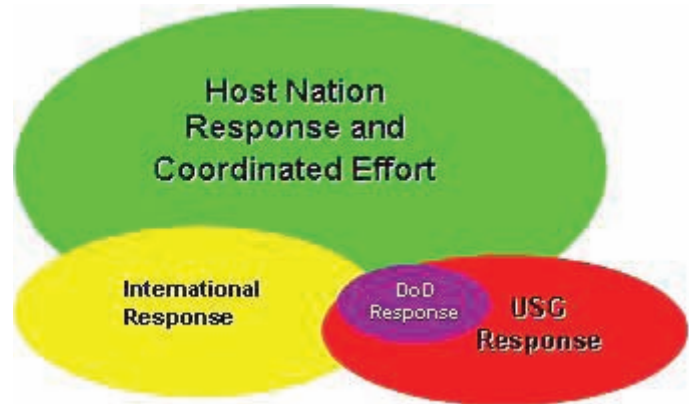 Host Nation
Response and
Coordinated Effort
International
Response
DoD
Response
USG
Response